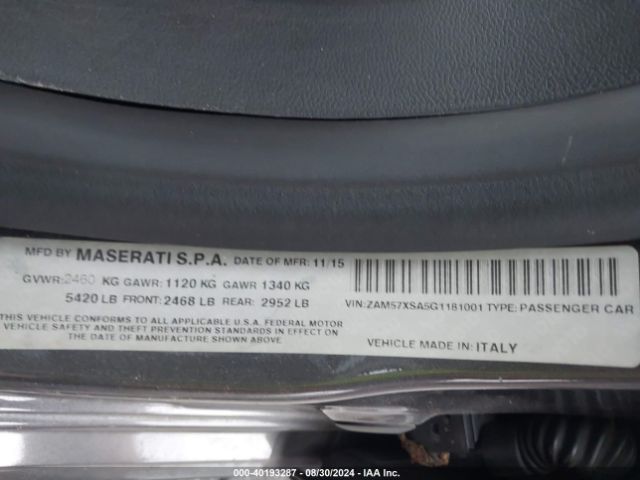 MFD BY MASERATI S.P.A. DATE OF MFR: 11/15
GVWR: 2460 KG GAWR: 1120 KG GAWR 1340 KG
5420 LB FRONT: 2468 LB REAR: 2952 LB
THIS VEHICLE CONFORMS TO ALL APPLICABLE U.S.A. FEDERAL MOTOR
VEHICLE SAFETY AND THEFT PREVENTION STANDARDS IN EFFECT ON
THE DATE OF MANUFACTURE SHOWN ABOVE
VIN: ZAM57XSA5G1161001 TYPE: PASSENGER CAR
VEHICLE MADE IN: ITALY
000-40193287 - 08/30/2024 - IAA Inc.